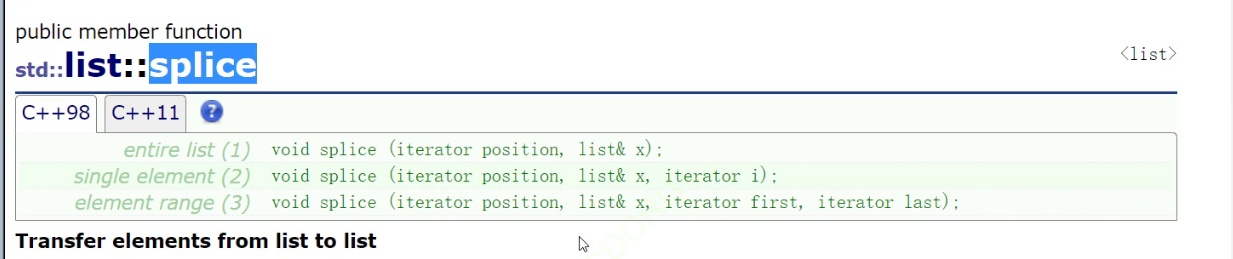 public member function
std::list::splice
<list>
C++98 C++11 ?
entire list (1) void splice (iterator position, list& x);
single element (2) void splice (iterator position, list& x, iterator i);
element range (3) void splice (iterator position, list& x, iterator first, iterator last);
Transfer elements from list to list